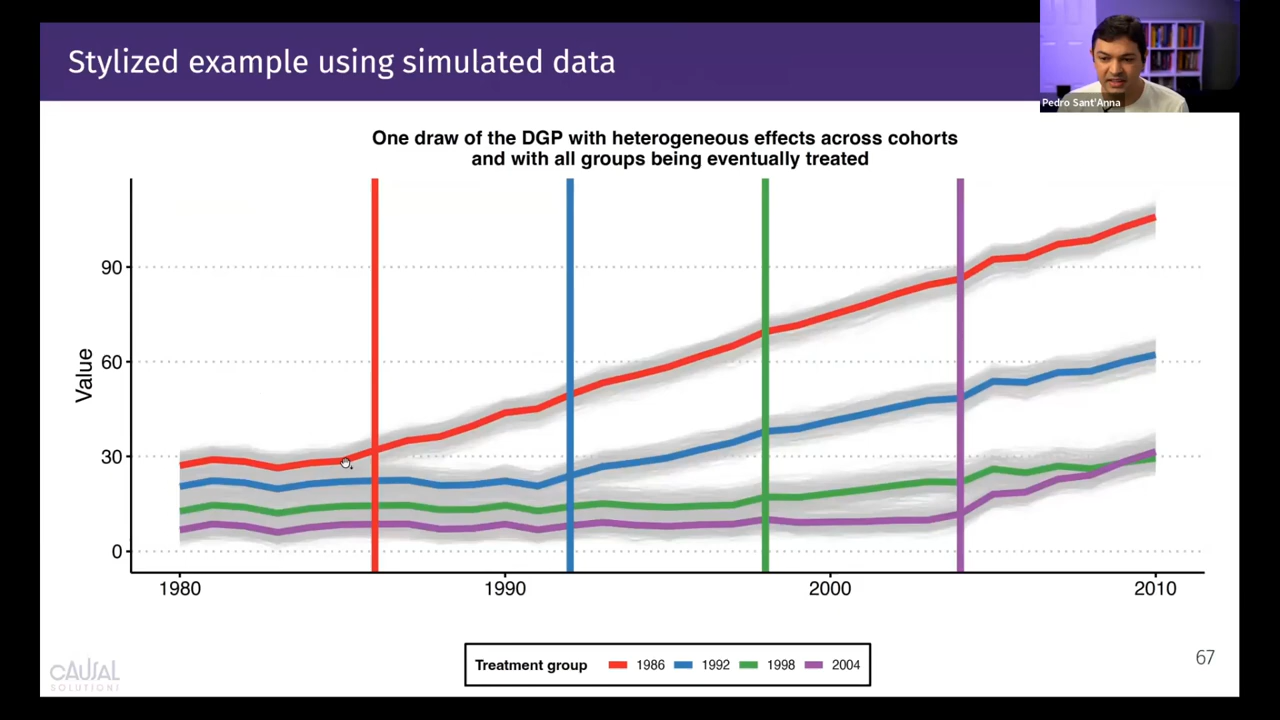 Stylized example using simulated data
Pedro Sant'Anna
One draw of the DGP with heterogeneous effects across cohorts
and with all groups being eventually treated
Value
90
60
30
0
1980 1990 2000 2010
Treatment group 1986 1992 1998 2004
67
CAUSAL
SOLUTIONS